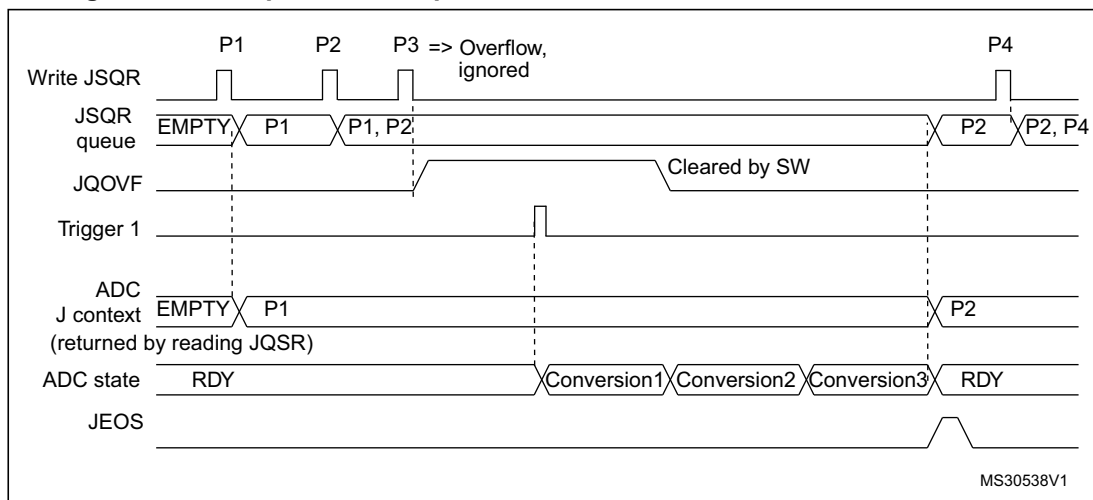 P1 P2 P3 => Overflow, P4
ignored
Write JSQR
JSQR
queue
EMPTY P1 P1, P2 P2 P2, P4
JQOVF
Cleared by SW
Trigger 1
ADC
J context
(returned by reading JQSR)
EMPTY P1 P2
ADC state RDY Conversion1 Conversion2 Conversion3 RDY
JEOS
MS30538V1